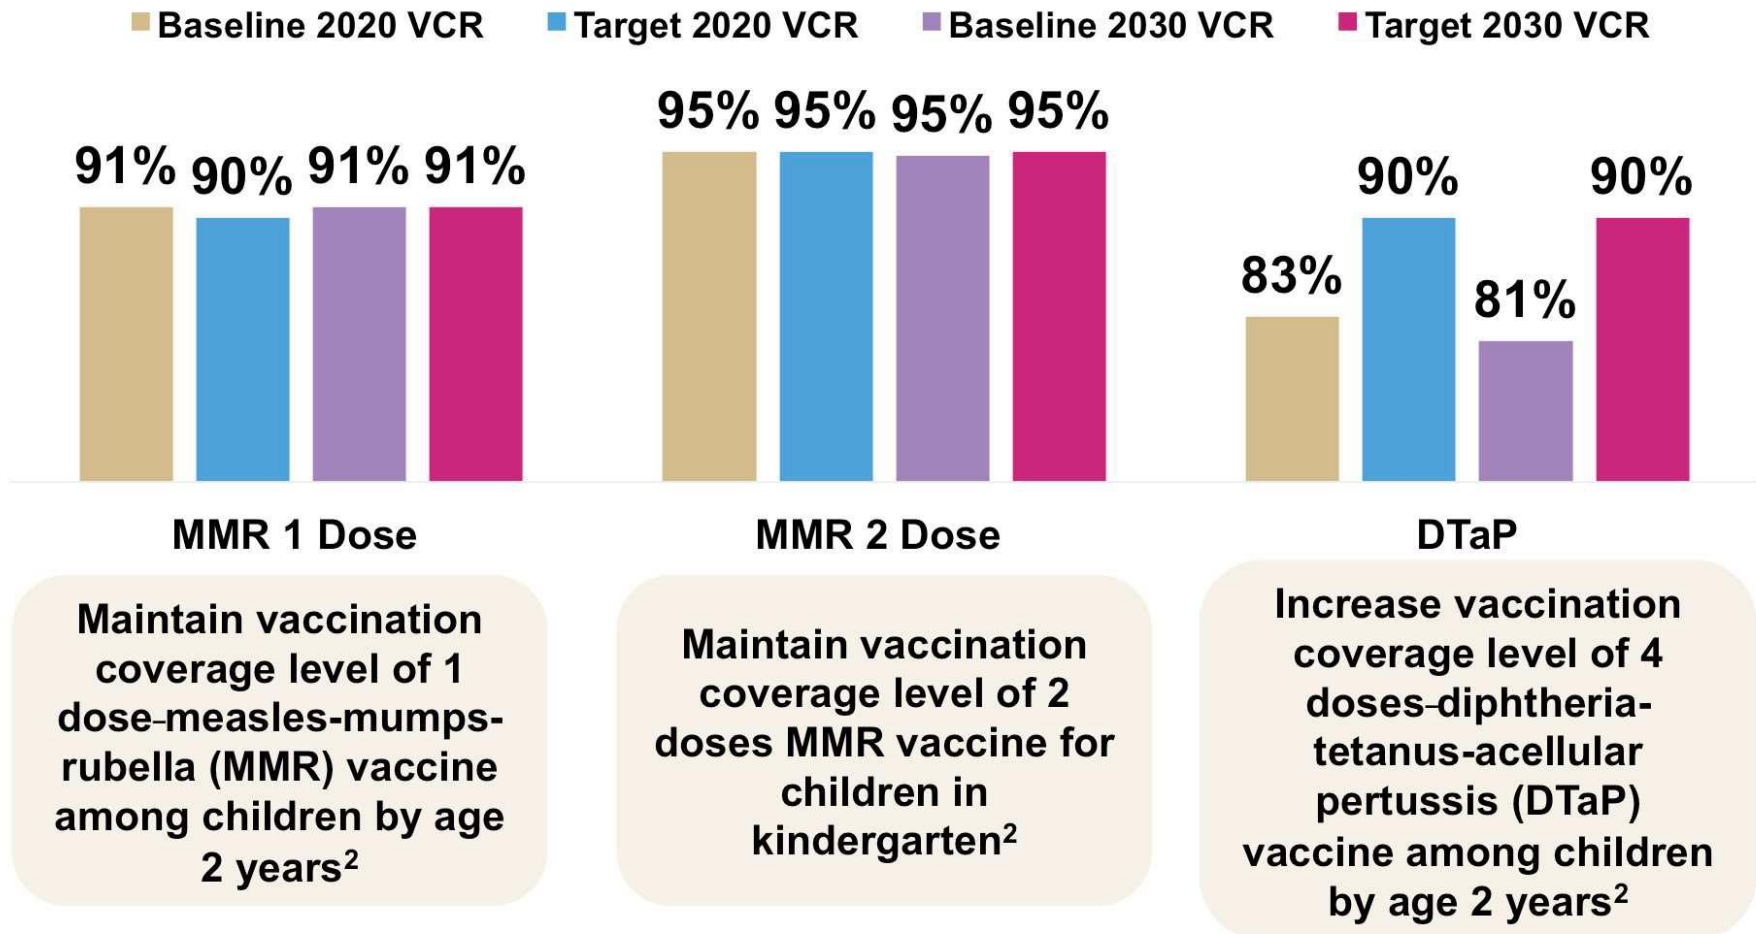 Baseline 2020 VCR Target 2020 VCR Baseline 2030 VCR Target 2030 VCR
91% 90% 91% 91%
95% 95% 95% 95%
83% 90% 81% 90%
MMR 1 Dose
Maintain vaccination
coverage level of 1
dose–measles-mumps-
rubella (MMR) vaccine
among children by age
2 years²
MMR 2 Dose
Maintain vaccination
coverage level of 2
doses MMR vaccine for
children in
kindergarten²
DTaP
Increase vaccination
coverage level of 4
doses–diphtheria-
tetanus-acellular
pertussis (DTaP)
vaccine among children
by age 2 years²